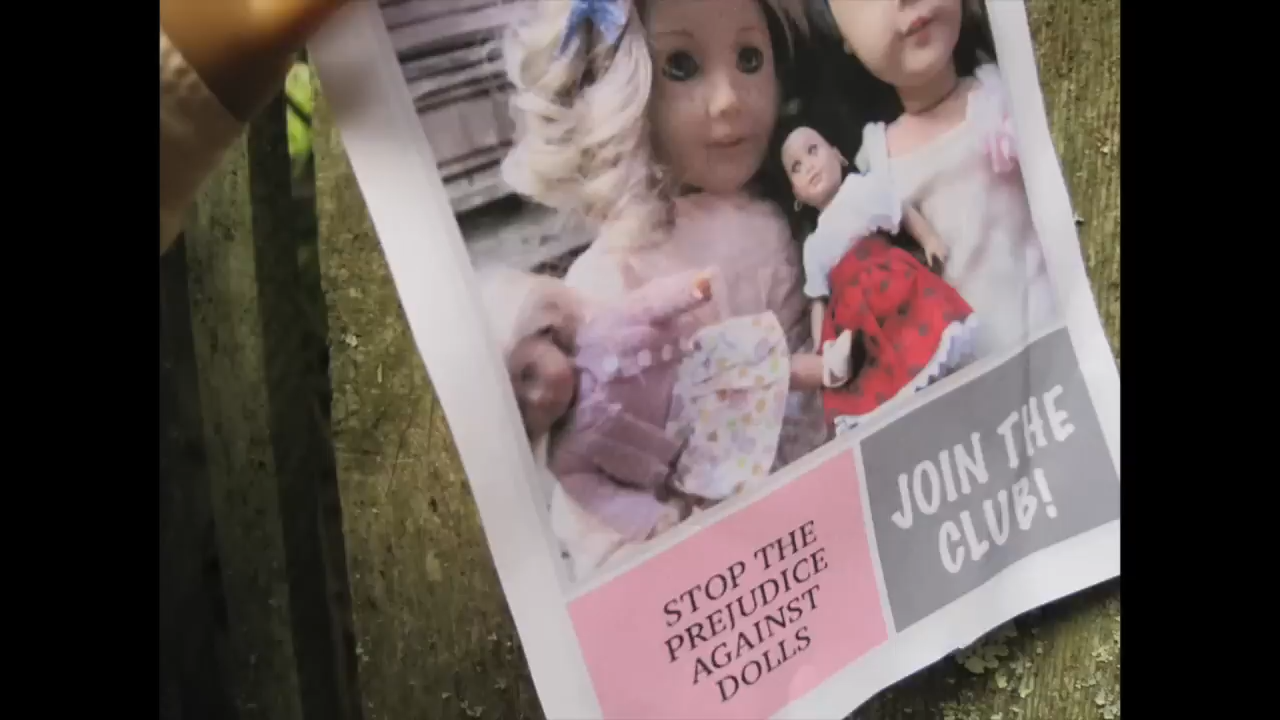 STOP THE
PREJUDICE
AGAINST
DOLLS
JOIN THE
CLUB!